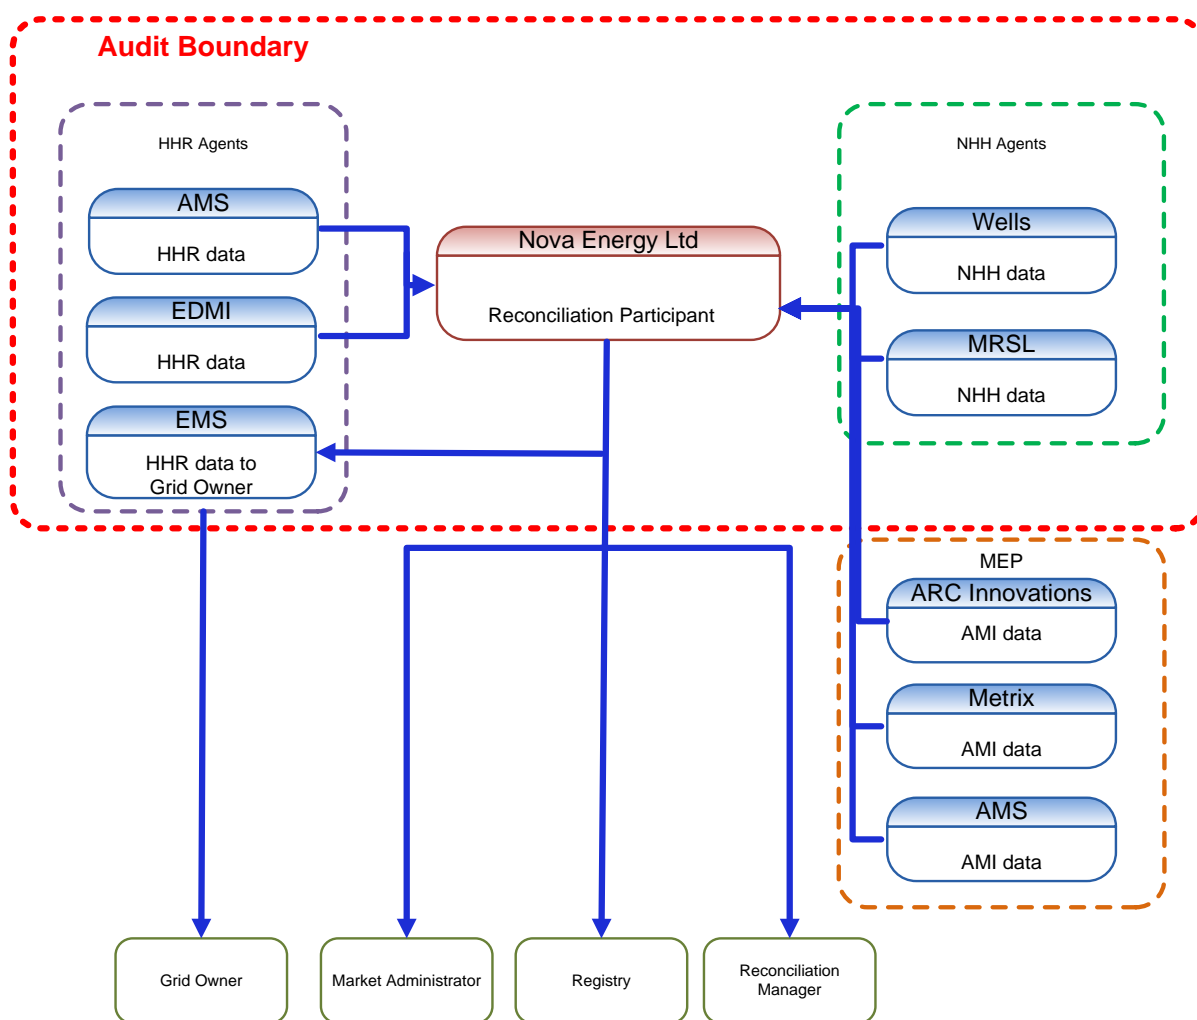 Audit Boundary
HHR Agents
AMS
HHR data
EDMI
HHR data
EMS
HHR data to
Grid Owner
Nova Energy Ltd
Reconciliation Participant
NHH Agents
Wells
NHH data
MRSL
NHH data
MEP
ARC Innovations
AMI data
Metrix
AMI data
AMS
AMI data
Grid Owner
Market Administrator
Registry
Reconciliation
Manager